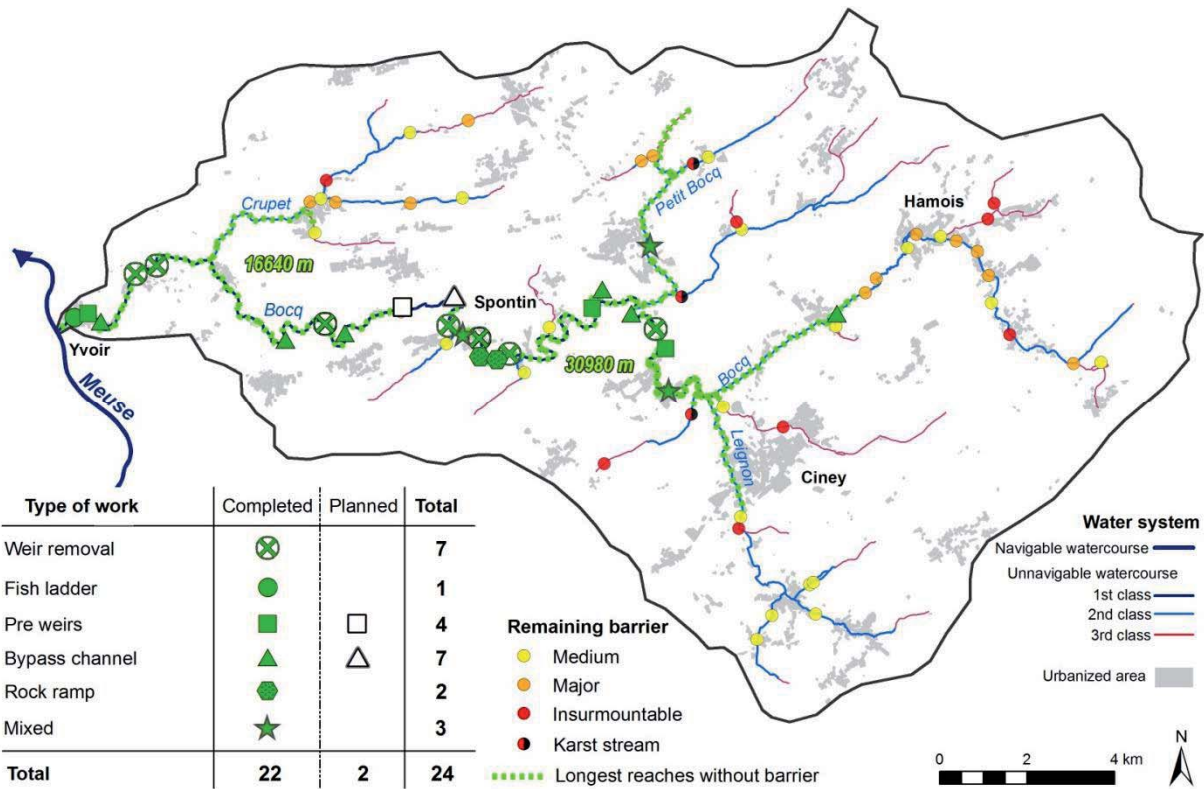 Hamois
Petit Bocq
Crupet
16640 m
Bocq
Spontin
Yvoir
Meuse
30980 m
Bocq
Leignon
Ciney
Type of work Completed Planned Total
Weir removal 7
Fish ladder 1
Pre weirs 4
Bypass channel 7
Rock ramp 2
Mixed 3
Total 22 2 24
Remaining barrier
Medium
Major
Insurmountable
Karst stream
Longest reaches without barrier
Water system
Navigable watercourse
Unnavigable watercourse
1st class
2nd class
3rd class
Urbanized area
N
0 2 4 km